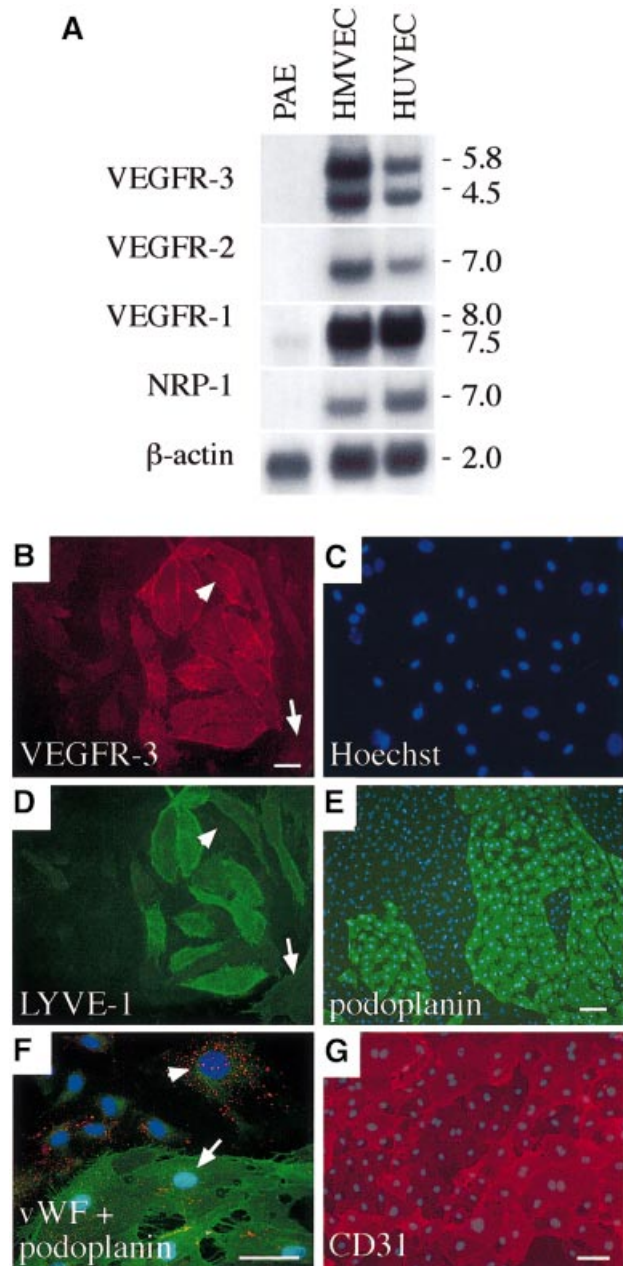 A
PAE
HMVEC
HUVEC
VEGFR-3
- 5.8
- 4.5
VEGFR-2
- 7.0
VEGFR-1
- 8.0
- 7.5
NRP-1
- 7.0
β-actin
- 2.0
B
VEGFR-3
C
Hoechst
D
LYVE-1
E
podoplanin
F
vWF +
podoplanin
G
CD31